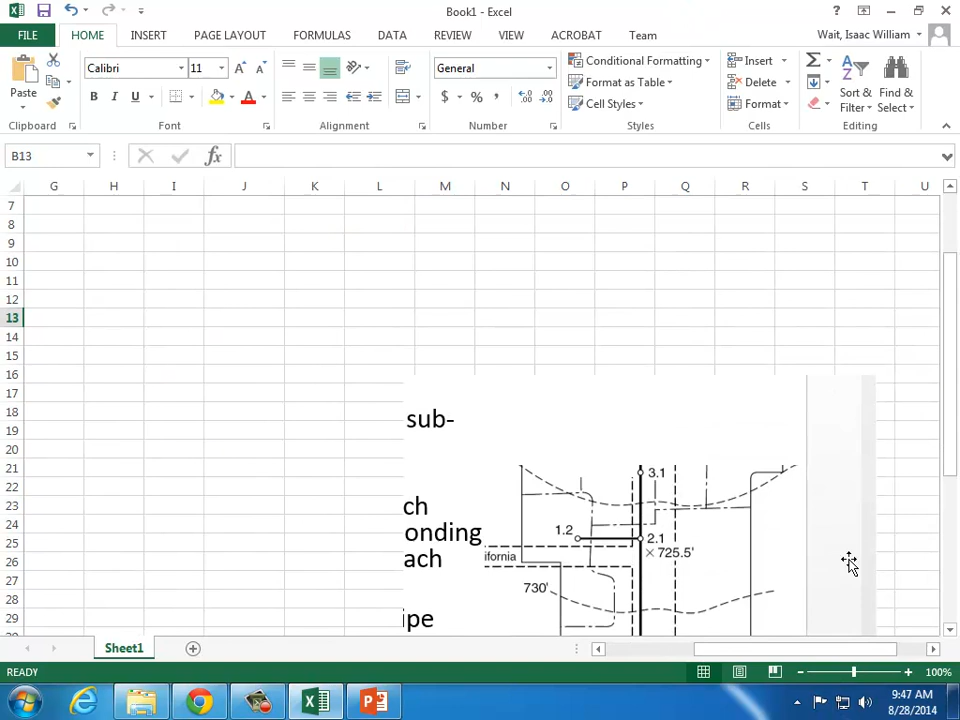 Book1 - Excel
?
FILE HOME INSERT PAGE LAYOUT FORMULAS DATA REVIEW VIEW ACROBAT Team Wait, Isaac William
Paste
Calibri 11
B I U A
General
$ % ,
Conditional Formatting
Format as Table
Cell Styles
Insert
Delete
Format
Sort & Filter
Find & Select
Clipboard Font Alignment Number Styles Cells Editing
B13 fx
G H I J K L M N O P Q R S T U
7
8
9
10
11
12
13
14
15
16
17
18
19
20
21
22
23
24
25
26
27
28
29
sub-
ch
onding
ach
ipe
3.1
1.2
2.1
× 725.5'
ifornia
730'
Sheet1
READY 100%
9:47 AM
8/28/2014